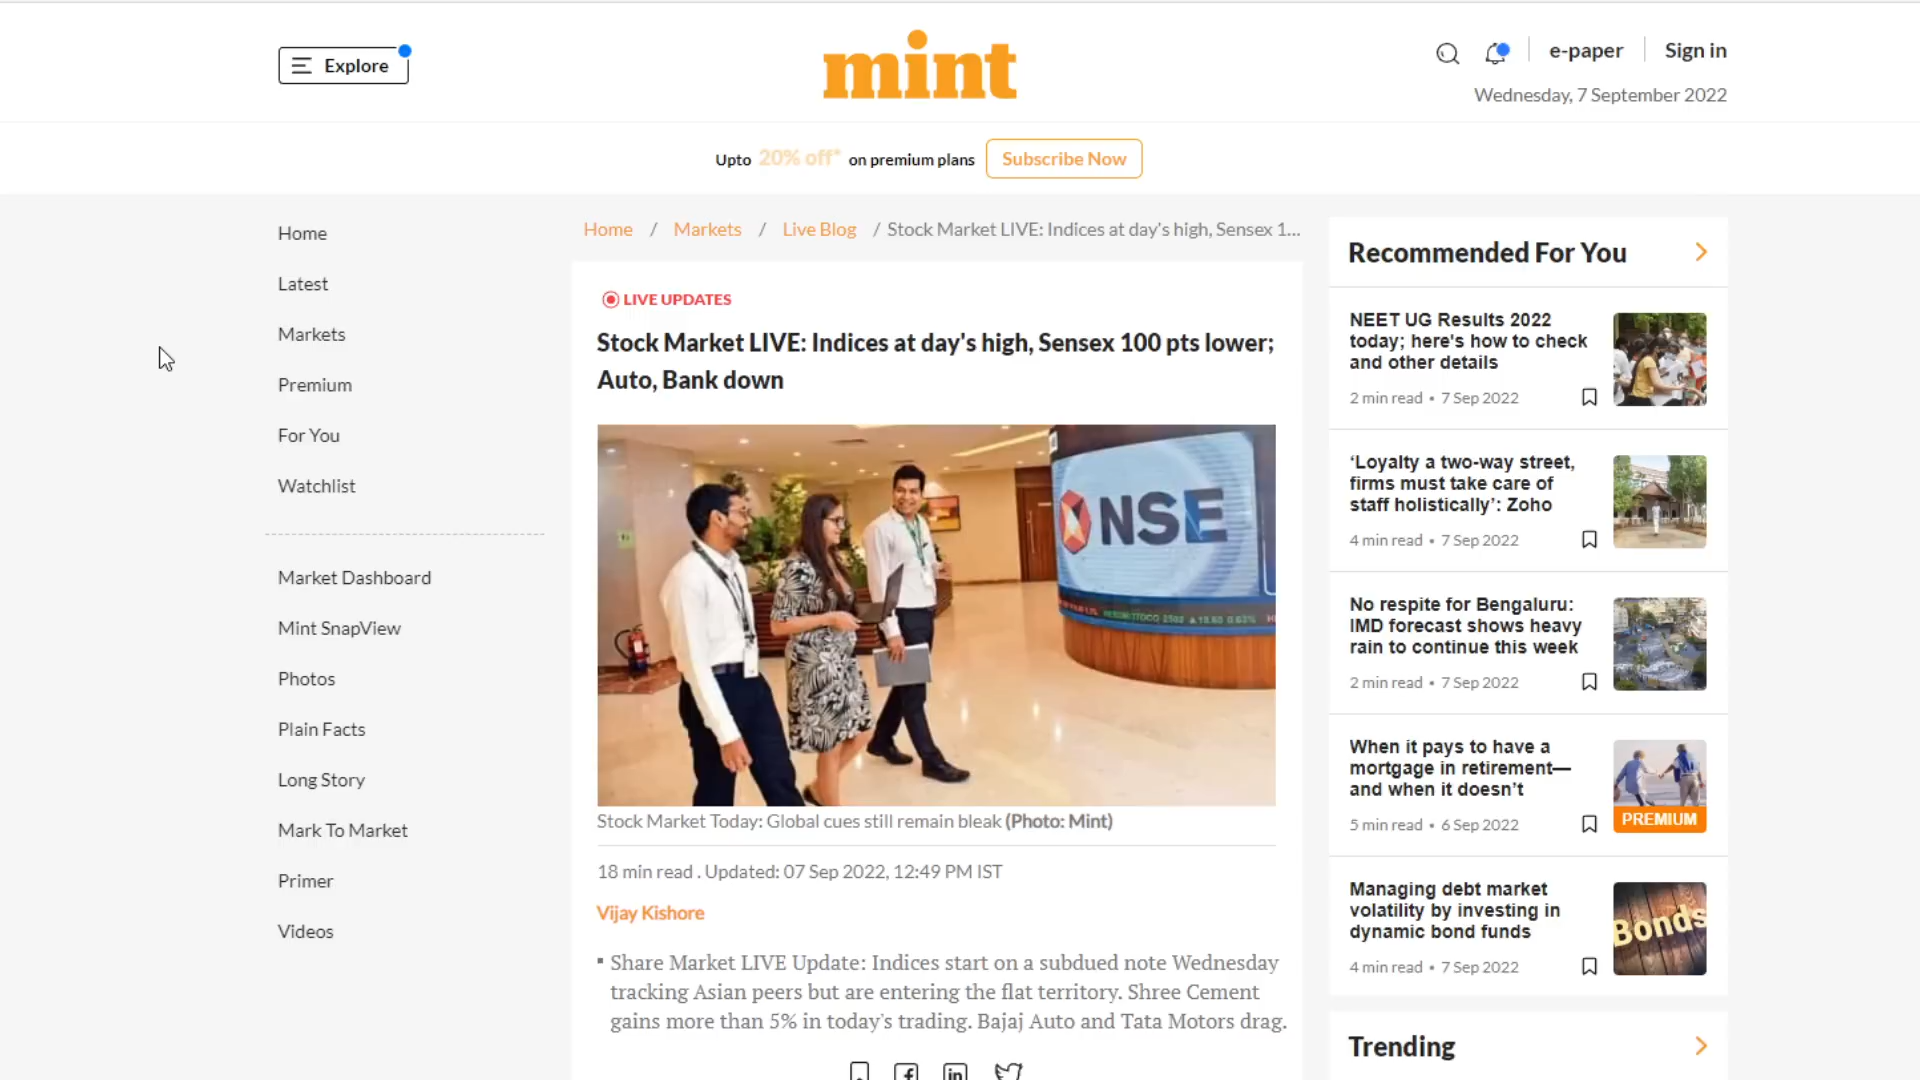 Explore
mint
e-paper
Sign in
Wednesday, 7 September 2022
Upto 20% off* on premium plans
Subscribe Now
Home
Latest
Markets
Premium
For You
Watchlist
Market Dashboard
Mint SnapView
Photos
Plain Facts
Long Story
Mark To Market
Primer
Videos
Home / Markets / Live Blog / Stock Market LIVE: Indices at day's high, Sensex 1...
LIVE UPDATES
Stock Market LIVE: Indices at day's high, Sensex 100 pts lower;
Auto, Bank down
NSE
Stock Market Today: Global cues still remain bleak (Photo: Mint)
18 min read . Updated: 07 Sep 2022, 12:49 PM IST
Vijay Kishore
Share Market LIVE Update: Indices start on a subdued note Wednesday
tracking Asian peers but are entering the flat territory. Shree Cement
gains more than 5% in today's trading. Bajaj Auto and Tata Motors drag.
Recommended For You
NEET UG Results 2022
today; here's how to check
and other details
2 min read • 7 Sep 2022
‘Loyalty a two-way street,
firms must take care of
staff holistically’: Zoho
4 min read • 7 Sep 2022
No respite for Bengaluru:
IMD forecast shows heavy
rain to continue this week
2 min read • 7 Sep 2022
When it pays to have a
mortgage in retirement—
and when it doesn’t
5 min read • 6 Sep 2022
PREMIUM
Managing debt market
volatility by investing in
dynamic bond funds
4 min read • 7 Sep 2022
Bonds
Trending